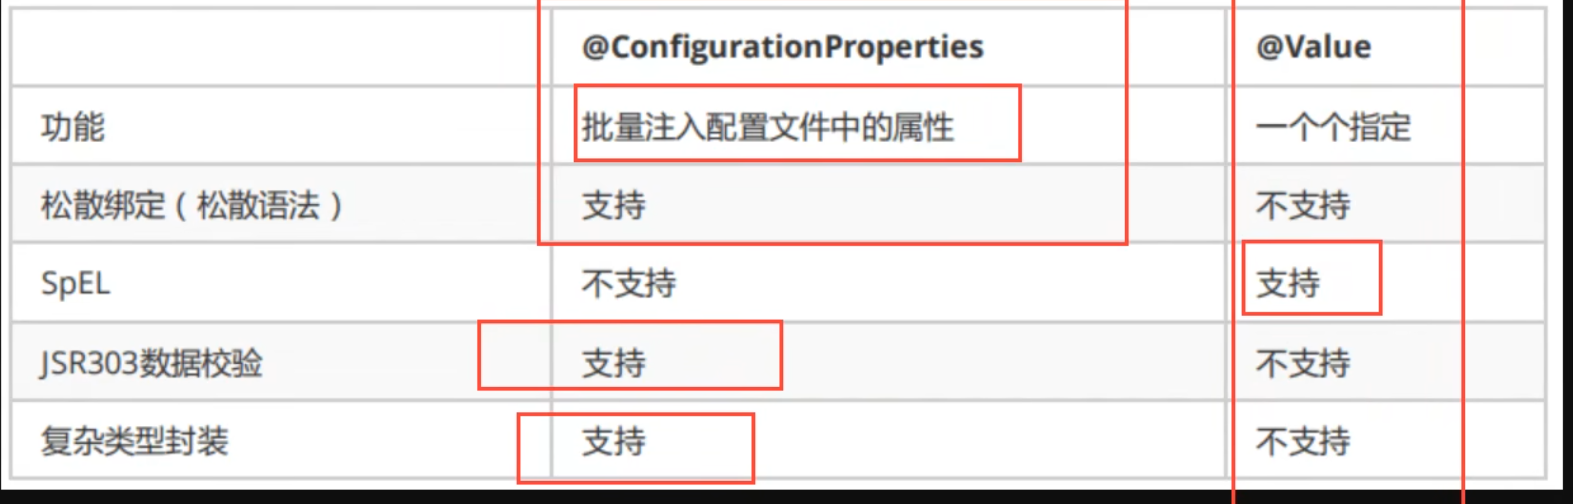 @ConfigurationProperties @Value
功能 批量注入配置文件中的属性 一个个指定
松散绑定（松散语法） 支持 不支持
SpEL 不支持 支持
JSR303数据校验 支持 不支持
复杂类型封装 支持 不支持